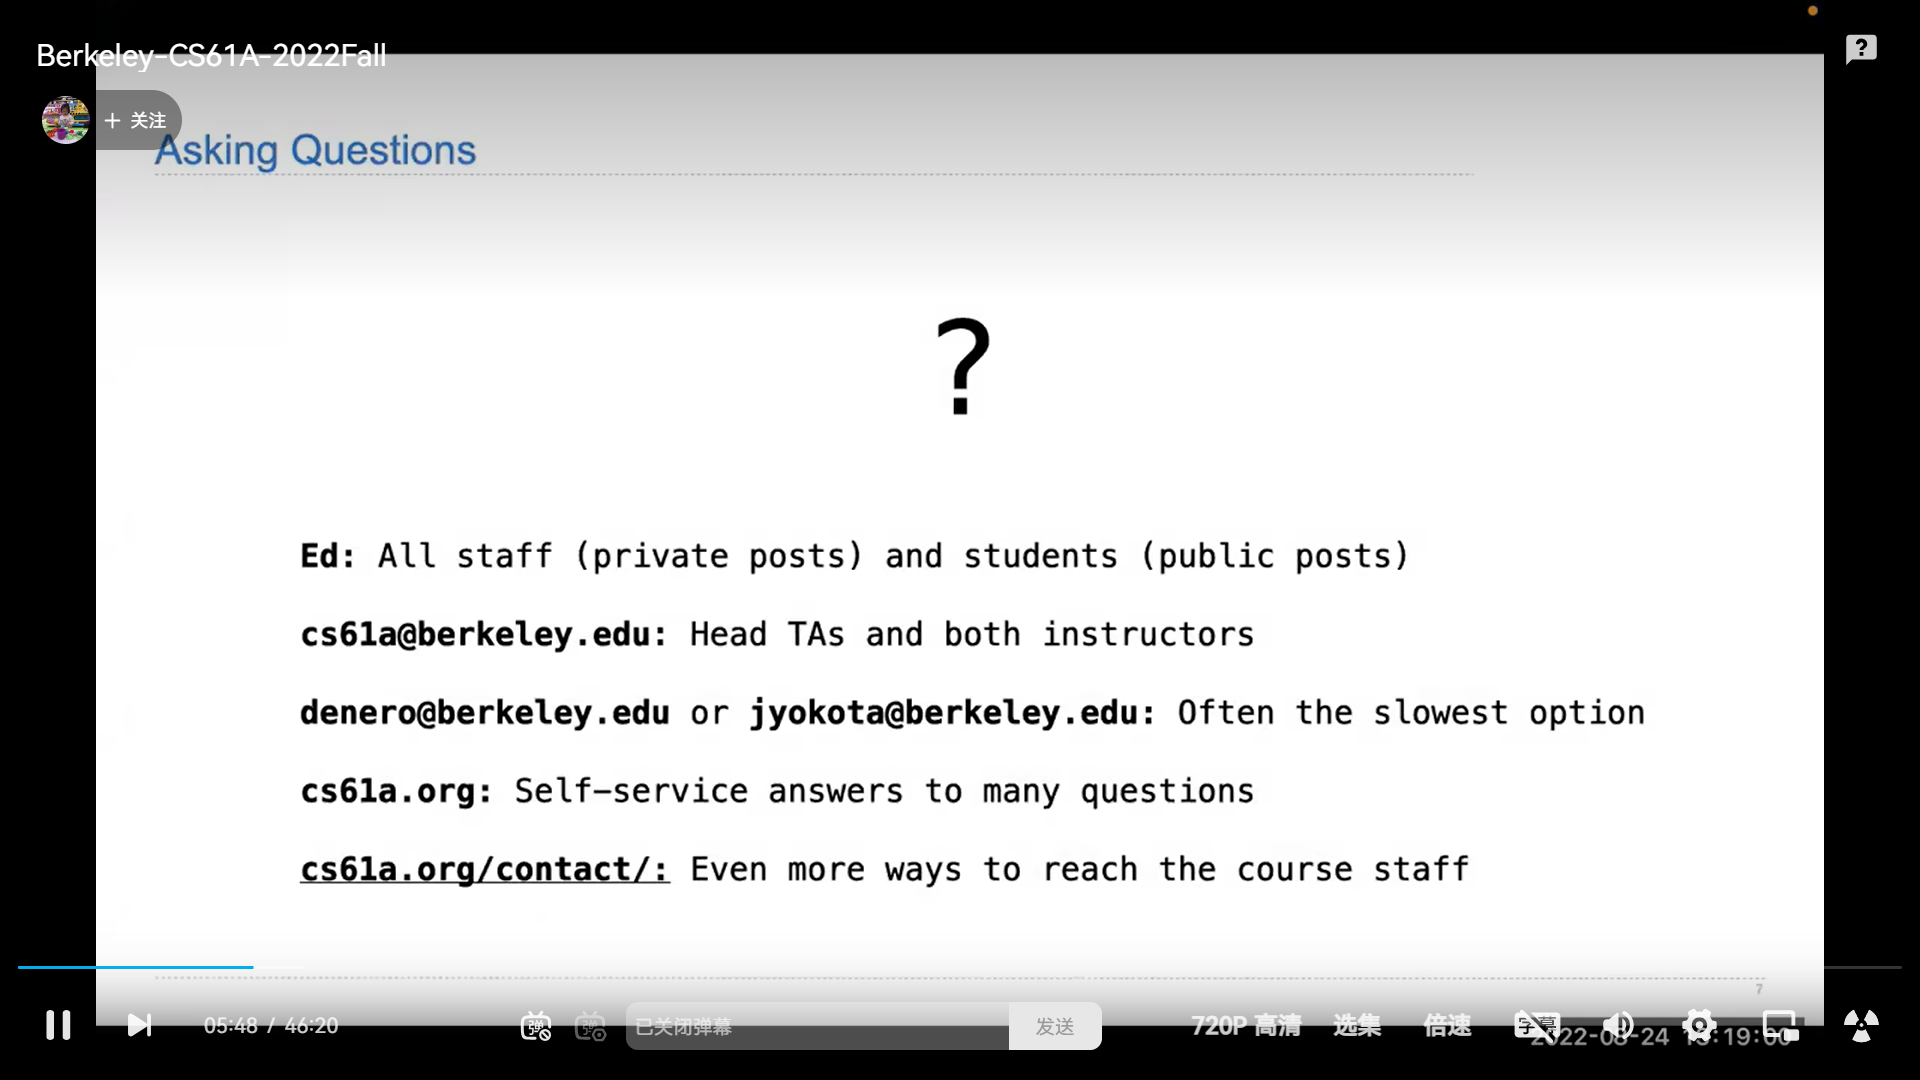 Berkeley-CS61A-2022Fall
+ 关注
Asking Questions
?
Ed: All staff (private posts) and students (public posts)
cs61a@berkeley.edu: Head TAs and both instructors
denero@berkeley.edu or jyokota@berkeley.edu: Often the slowest option
cs61a.org: Self-service answers to many questions
cs61a.org/contact/: Even more ways to reach the course staff
7
05:48 / 46:20
弹
弹
已关闭弹幕
发送
720P 高清
选集
倍速
字幕
2022-08-24